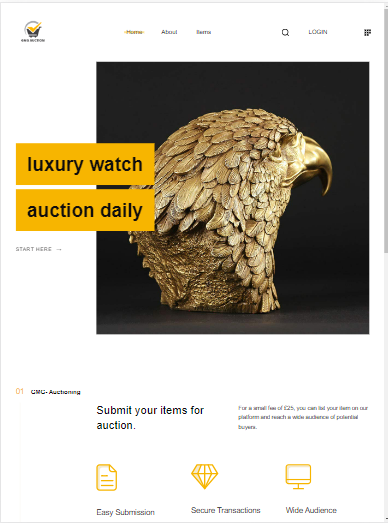 GMG AUCTION
Home
About
Items
LOGIN
luxury watch
auction daily
START HERE →
01 GMG- Auctioning
Submit your items for
auction.
For a small fee of £25, you can list your item on our
platform and reach a wide audience of potential
buyers.
Easy Submission
Secure Transactions
Wide Audience